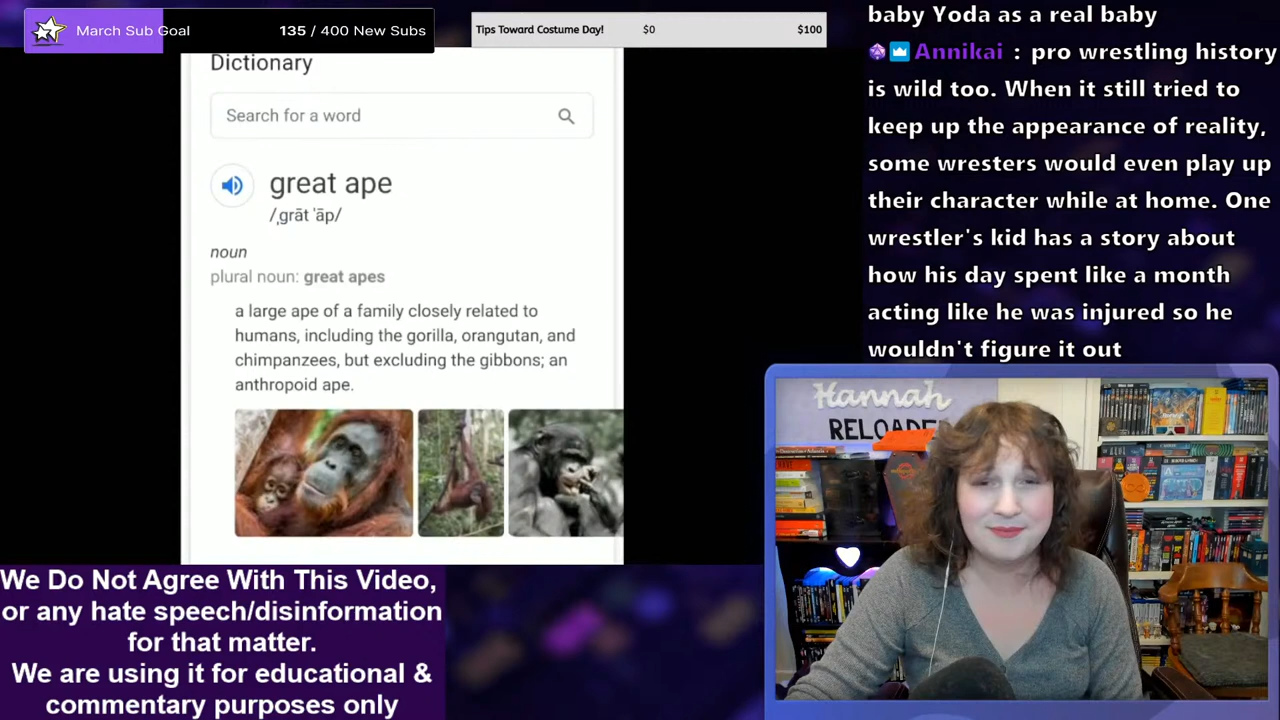 March Sub Goal
135 / 400 New Subs
Tips Toward Costume Day!
$0
$100
Dictionary
Search for a word
great ape
/ˌgrāt ˈāp/
noun
plural noun: great apes
a large ape of a family closely related to
humans, including the gorilla, orangutan, and
chimpanzees, but excluding the gibbons; an
anthropoid ape.
We Do Not Agree With This Video,
or any hate speech/disinformation
for that matter.
We are using it for educational &
commentary purposes only
baby Yoda as a real baby
Annikai : pro wrestling history
is wild too. When it still tried to
keep up the appearance of reality,
some wresters would even play up
their character while at home. One
wrestler's kid has a story about
how his day spent like a month
acting like he was injured so he
wouldn't figure it out
Hannah
RELOADED